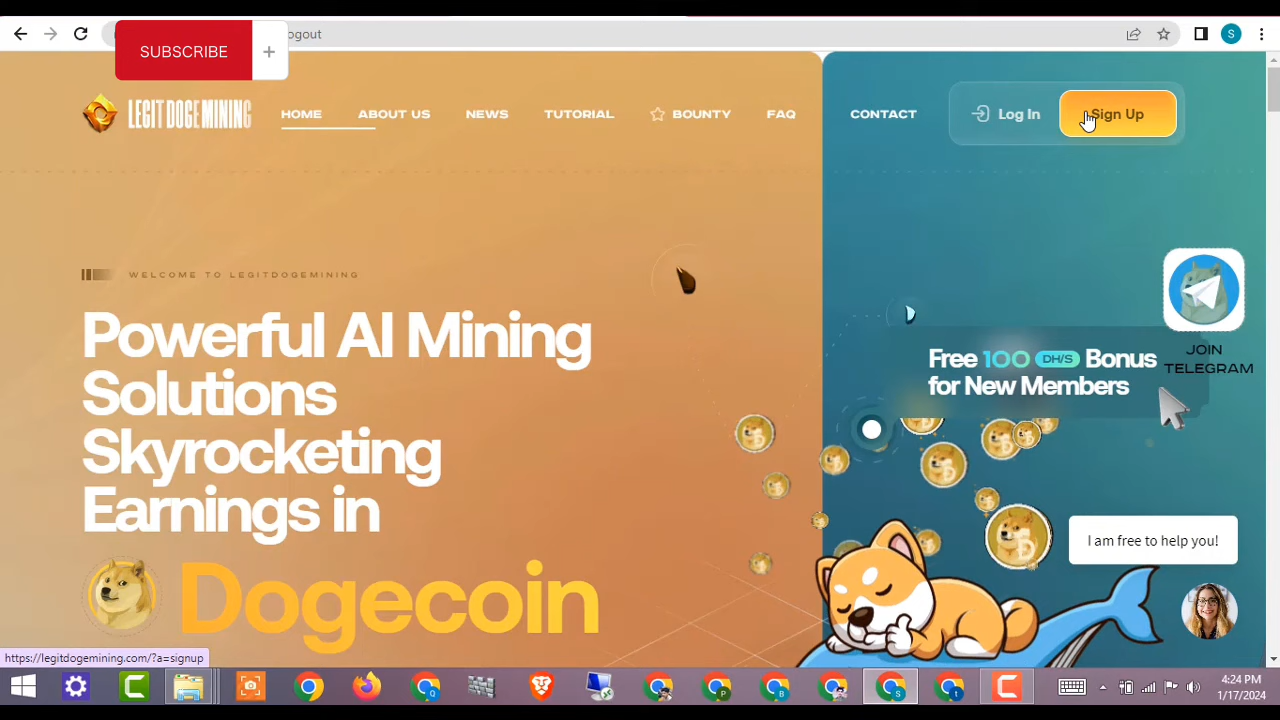 ogout
SUBSCRIBE +
LEGIT DOGE MINING
HOME
ABOUT US
NEWS
TUTORIAL
BOUNTY
FAQ
CONTACT
Log In
Sign Up
WELCOME TO LEGITDOGEMINING
Powerful AI Mining
Solutions
Skyrocketing
Earnings in
Dogecoin
Free 100 DH/S Bonus
for New Members
JOIN
TELEGRAM
I am free to help you!
https://legitdogemining.com/?a=signup
4:24 PM
1/17/2024